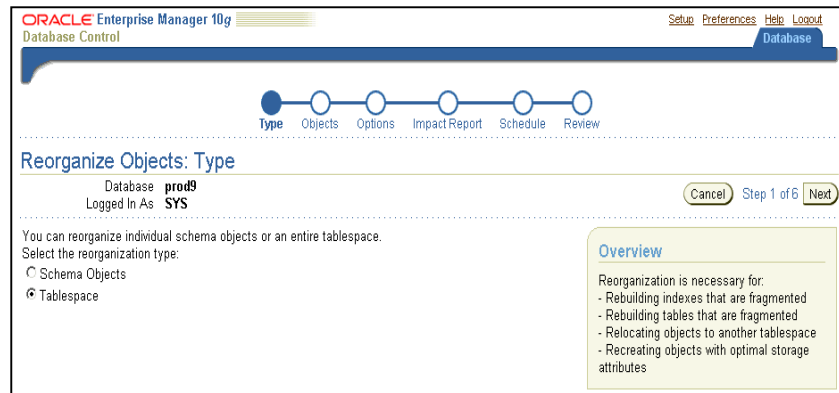 ORACLE Enterprise Manager 10g
Database Control
Setup Preferences Help Logout
Database
Type Objects Options Impact Report Schedule Review
Reorganize Objects: Type
Database prod9
Logged In As SYS
Cancel Step 1 of 6 Next
You can reorganize individual schema objects or an entire tablespace.
Select the reorganization type:
Schema Objects
Tablespace
Overview
Reorganization is necessary for:
- Rebuilding indexes that are fragmented
- Rebuilding tables that are fragmented
- Relocating objects to another tablespace
- Recreating objects with optimal storage
attributes